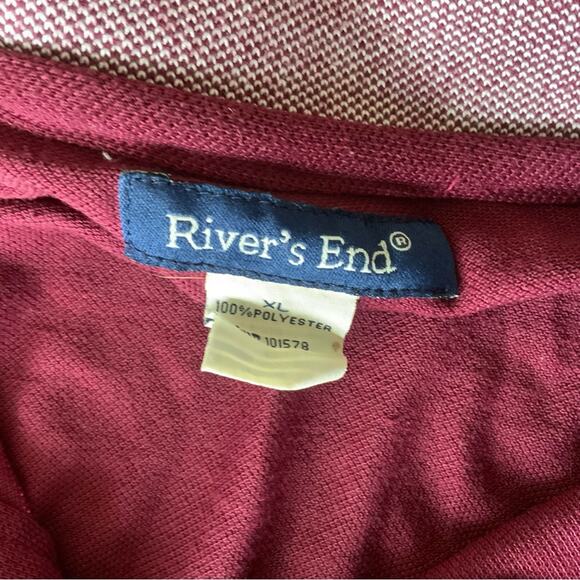 River's End®
XL
100%POLYESTER
101578